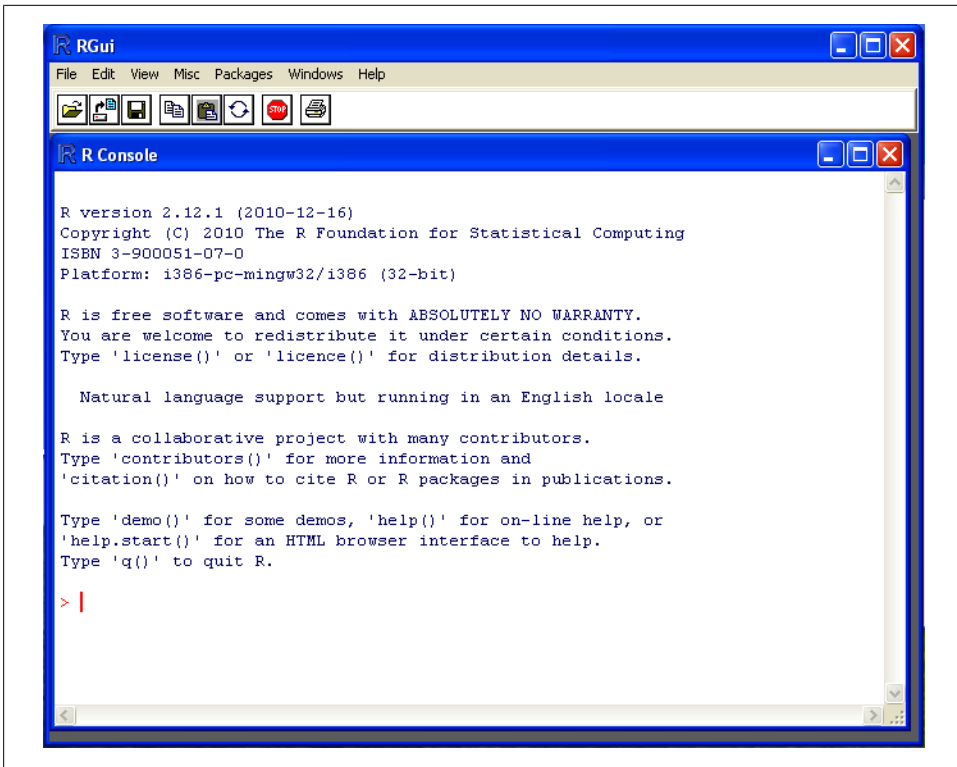 R RGui
File Edit View Misc Packages Windows Help
STOP
R R Console
R version 2.12.1 (2010-12-16)
Copyright (C) 2010 The R Foundation for Statistical Computing
ISBN 3-900051-07-0
Platform: i386-pc-mingw32/i386 (32-bit)
R is free software and comes with ABSOLUTELY NO WARRANTY.
You are welcome to redistribute it under certain conditions.
Type 'license()' or 'licence()' for distribution details.
Natural language support but running in an English locale
R is a collaborative project with many contributors.
Type 'contributors()' for more information and
'citation()' on how to cite R or R packages in publications.
Type 'demo()' for some demos, 'help()' for on-line help, or
'help.start()' for an HTML browser interface to help.
Type 'q()' to quit R.
>